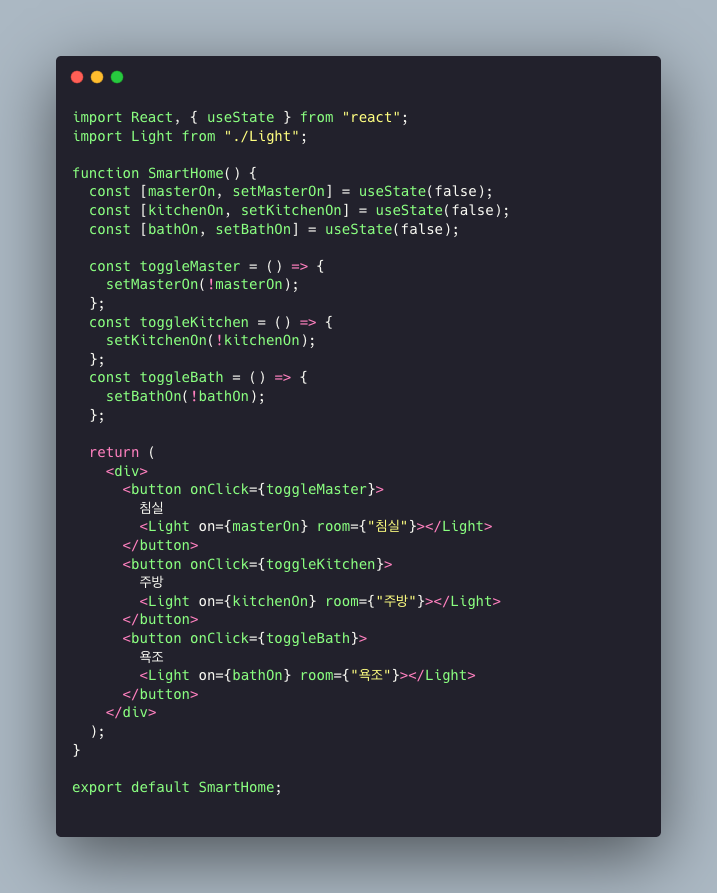 import React, { useState } from "react";
import Light from "./Light";

function SmartHome() {
  const [masterOn, setMasterOn] = useState(false);
  const [kitchenOn, setKitchenOn] = useState(false);
  const [bathOn, setBathOn] = useState(false);

  const toggleMaster = () => {
    setMasterOn(!masterOn);
  };
  const toggleKitchen = () => {
    setKitchenOn(!kitchenOn);
  };
  const toggleBath = () => {
    setBathOn(!bathOn);
  };

  return (
    <div>
      <button onClick={toggleMaster}>
        침실
        <Light on={masterOn} room={"침실"}></Light>
      </button>
      <button onClick={toggleKitchen}>
        주방
        <Light on={kitchenOn} room={"주방"}></Light>
      </button>
      <button onClick={toggleBath}>
        욕조
        <Light on={bathOn} room={"욕조"}></Light>
      </button>
    </div>
  );
}

export default SmartHome;